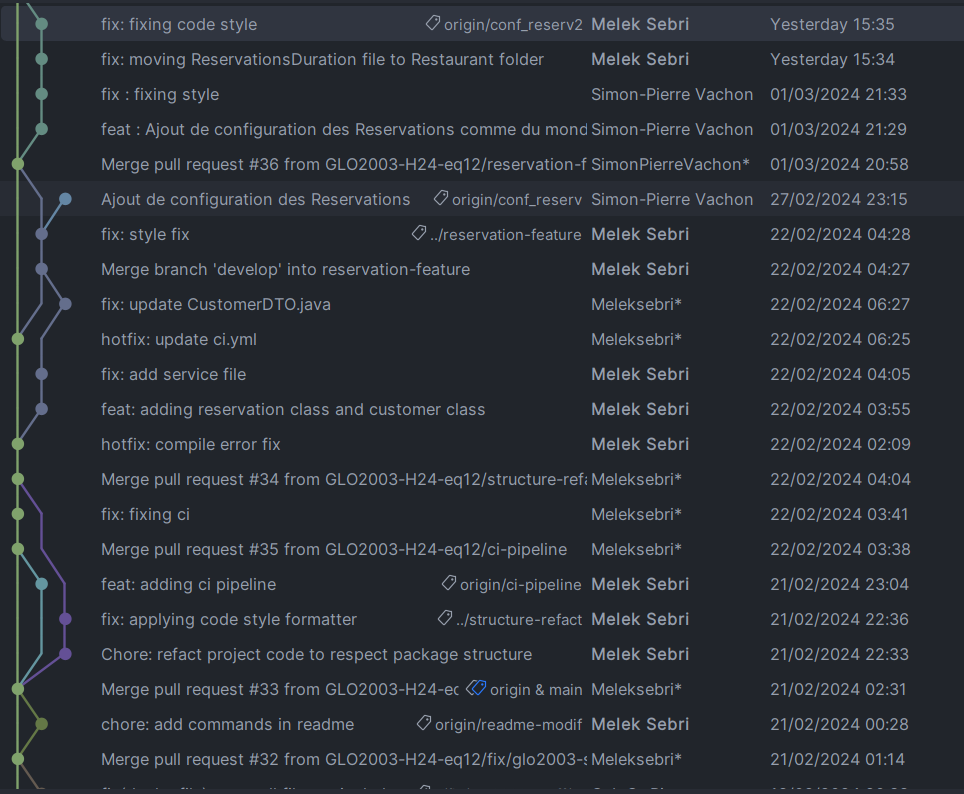 fix: fixing code style origin/conf_reserv2 Melek Sebri Yesterday 15:35
fix: moving ReservationsDuration file to Restaurant folder Melek Sebri Yesterday 15:34
fix : fixing style Simon-Pierre Vachon 01/03/2024 21:33
feat : Ajout de configuration des Reservations comme du mond Simon-Pierre Vachon 01/03/2024 21:29
Merge pull request #36 from GLO2003-H24-eq12/reservation-f SimonPierreVachon* 01/03/2024 20:58
Ajout de configuration des Reservations origin/conf_reserv Simon-Pierre Vachon 27/02/2024 23:15
fix: style fix ../reservation-feature Melek Sebri 22/02/2024 04:28
Merge branch 'develop' into reservation-feature Melek Sebri 22/02/2024 04:27
fix: update CustomerDTO.java Meleksebri* 22/02/2024 06:27
hotfix: update ci.yml Meleksebri* 22/02/2024 06:25
fix: add service file Melek Sebri 22/02/2024 04:05
feat: adding reservation class and customer class Melek Sebri 22/02/2024 03:55
hotfix: compile error fix Melek Sebri 22/02/2024 02:09
Merge pull request #34 from GLO2003-H24-eq12/structure-refa Meleksebri* 22/02/2024 04:04
fix: fixing ci Meleksebri* 22/02/2024 03:41
Merge pull request #35 from GLO2003-H24-eq12/ci-pipeline Meleksebri* 22/02/2024 03:38
feat: adding ci pipeline origin/ci-pipeline Melek Sebri 21/02/2024 23:04
fix: applying code style formatter ../structure-refact Melek Sebri 21/02/2024 22:36
Chore: refact project code to respect package structure Melek Sebri 21/02/2024 22:33
Merge pull request #33 from GLO2003-H24-ec origin & main Meleksebri* 21/02/2024 02:31
chore: add commands in readme origin/readme-modif Melek Sebri 21/02/2024 00:28
Merge pull request #32 from GLO2003-H24-eq12/fix/glo2003-s Meleksebri* 21/02/2024 01:14